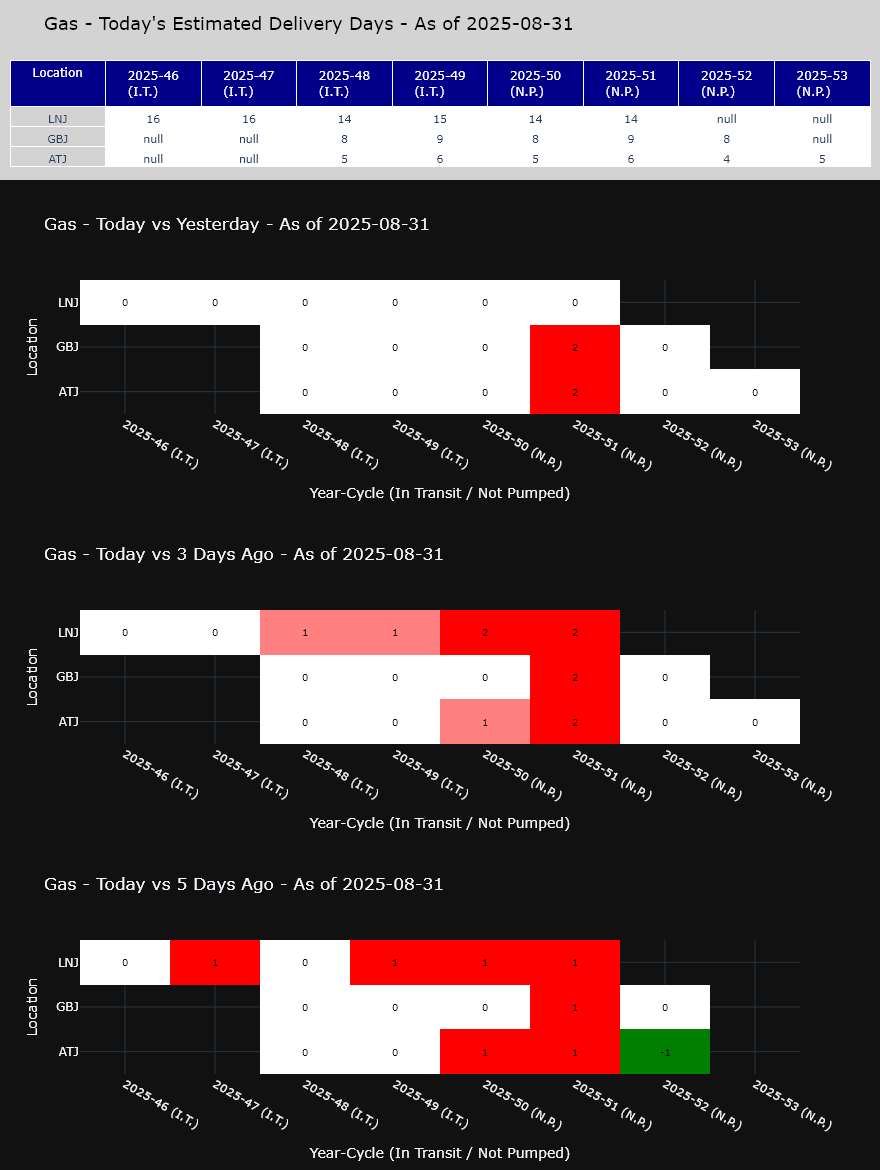 Gas - Today's Estimated Delivery Days - As of 2025-08-31
Location 2025-46 (I.T.) 2025-47 (I.T.) 2025-48 (I.T.) 2025-49 (I.T.) 2025-50 (N.P.) 2025-51 (N.P.) 2025-52 (N.P.) 2025-53 (N.P.)
LNJ 16 16 14 15 14 14 null null
GBJ null null 8 9 8 9 8 null
ATJ null null 5 6 5 6 4 5
Gas - Today vs Yesterday - As of 2025-08-31
Location
LNJ 0 0 0 0 0 0
GBJ 0 0 0 2 0
ATJ 0 0 0 2 0 0
2025-46 (I.T.) 2025-47 (I.T.) 2025-48 (I.T.) 2025-49 (I.T.) 2025-50 (N.P.) 2025-51 (N.P.) 2025-52 (N.P.) 2025-53 (N.P.)
Year-Cycle (In Transit / Not Pumped)
Gas - Today vs 3 Days Ago - As of 2025-08-31
Location
LNJ 0 0 1 1 2 2
GBJ 0 0 0 2 0
ATJ 0 0 1 2 0 0
2025-46 (I.T.) 2025-47 (I.T.) 2025-48 (I.T.) 2025-49 (I.T.) 2025-50 (N.P.) 2025-51 (N.P.) 2025-52 (N.P.) 2025-53 (N.P.)
Year-Cycle (In Transit / Not Pumped)
Gas - Today vs 5 Days Ago - As of 2025-08-31
Location
LNJ 0 1 0 1 1 1
GBJ 0 0 0 1 0
ATJ 0 0 1 1 -1
2025-46 (I.T.) 2025-47 (I.T.) 2025-48 (I.T.) 2025-49 (I.T.) 2025-50 (N.P.) 2025-51 (N.P.) 2025-52 (N.P.) 2025-53 (N.P.)
Year-Cycle (In Transit / Not Pumped)